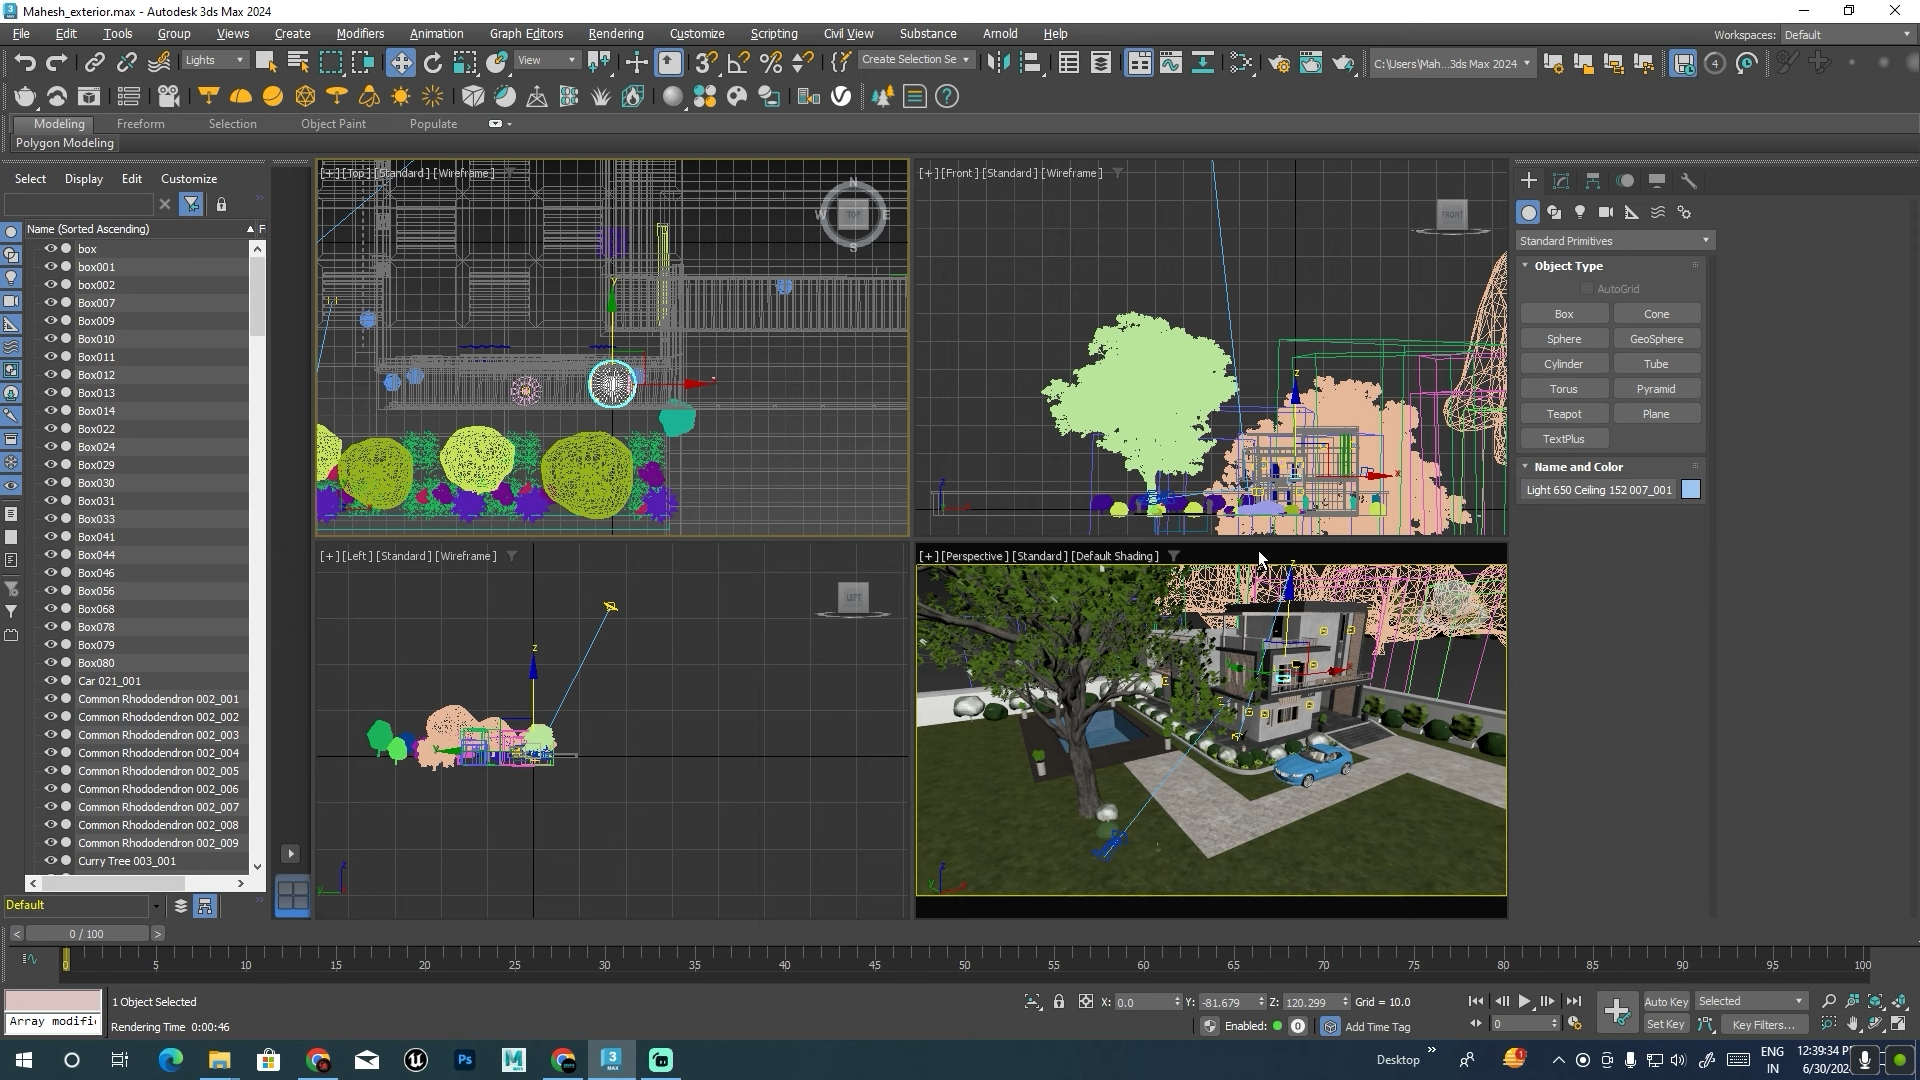 Mahesh_exterior.max - Autodesk 3ds Max 2024
File Edit Tools Group Views Create Modifiers Animation Graph Editors Rendering Customize Scripting Civil View Substance Arnold Help
Workspaces: Default
Lights View Create Selection Se C:\Users\Mah...3ds Max 2024 4
Modeling Freeform Selection Object Paint Populate
Polygon Modeling
Select Display Edit Customize
Name (Sorted Ascending) F
box
box001
box002
Box007
Box009
Box010
Box011
Box012
Box013
Box014
Box022
Box024
Box029
Box030
Box031
Box033
Box041
Box044
Box046
Box056
Box068
Box078
Box079
Box080
Car 021_001
Common Rhododendron 002_001
Common Rhododendron 002_002
Common Rhododendron 002_003
Common Rhododendron 002_004
Common Rhododendron 002_005
Common Rhododendron 002_006
Common Rhododendron 002_007
Common Rhododendron 002_008
Common Rhododendron 002_009
Curry Tree 003_001
Default
[+] [Top] [Standard] [Wireframe]
N
W TOP E
S
y
[+] [Front] [Standard] [Wireframe]
FRONT
z
x
[+] [Left] [Standard] [Wireframe]
LEFT
z
[+] [Perspective] [Standard] [Default Shading]
z
Standard Primitives
Object Type
AutoGrid
Box Cone
Sphere GeoSphere
Cylinder Tube
Torus Pyramid
Teapot Plane
TextPlus
Name and Color
Light 650 Ceiling 152 007_001
< 0 / 100 >
0 5 10 15 20 25 30 35 40 45 50 55 60 65 70 75 80 85 90 95 100
1 Object Selected
X: 0.0 Y: -81.679 Z: 120.299 Grid = 10.0
Auto Key Selected
Array modifi
Rendering Time 0:00:46
Enabled: 0 Add Time Tag
0
Set Key Key Filters...
Ps
3
MAX
Desktop
1
ENG
IN
12:39:34